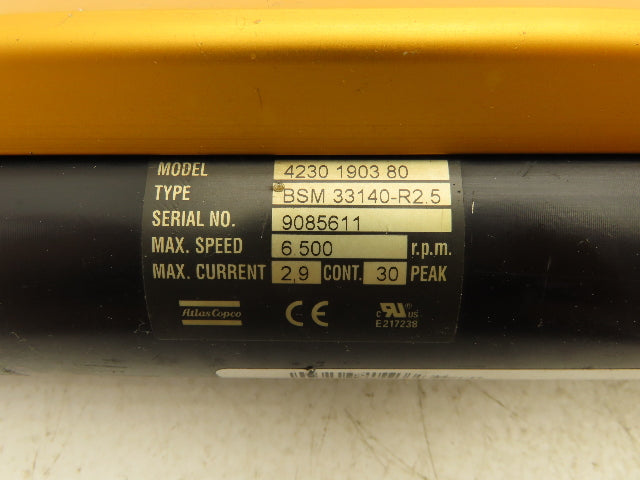 MODEL 4230 1903 80
TYPE BSM 33140-R2.5
SERIAL NO. 9085611
MAX. SPEED 6 500 r.p.m.
MAX. CURRENT 2,9 CONT. 30 PEAK
Atlas Copco CE c RU ® US
E217238